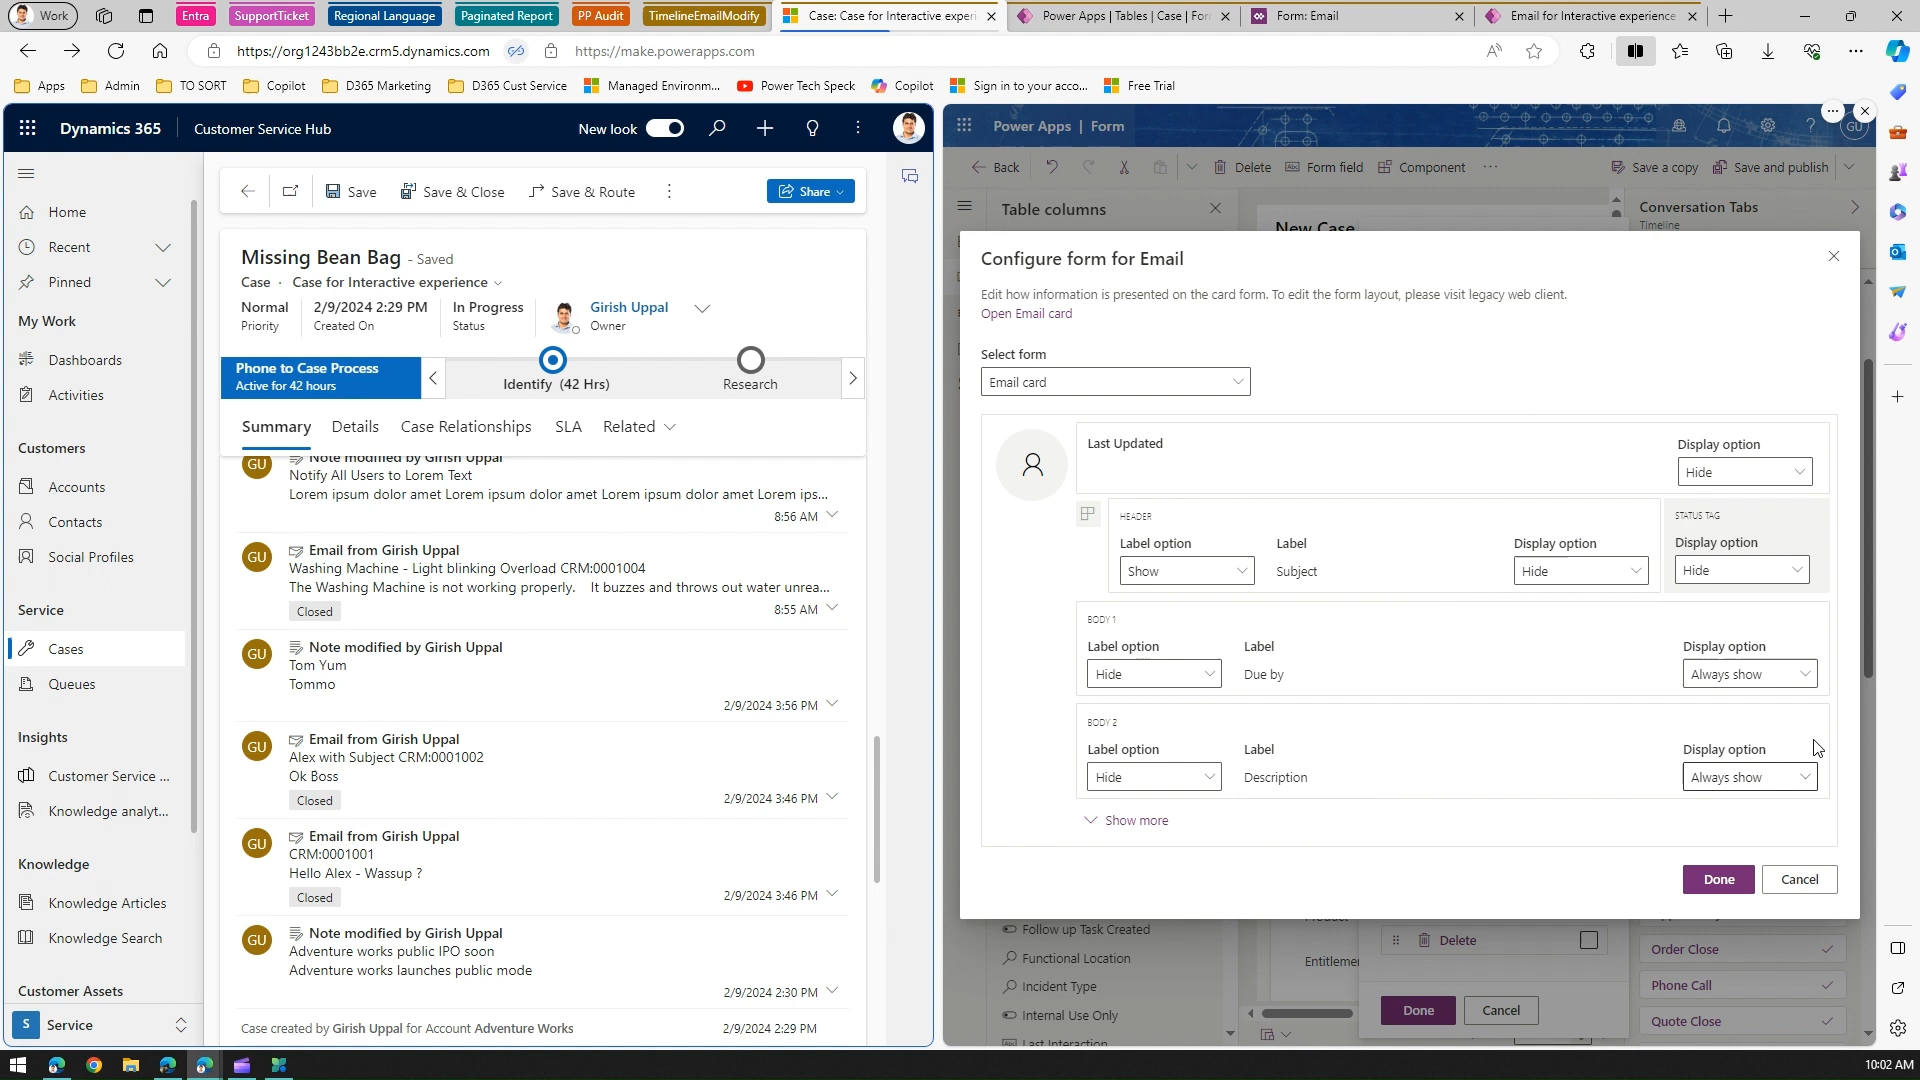 Work
Entra
SupportTicket
Regional Language
Paginated Report
PP Audit
TimelineEmailModify
Case: Case for Interactive experi
Power Apps | Tables | Case | For
Form: Email
Email for Interactive experience
https://org1243bb2e.crm5.dynamics.com
https://make.powerapps.com
Apps
Admin
TO SORT
Copilot
D365 Marketing
D365 Cust Service
Managed Environm...
Power Tech Speck
Copilot
Sign in to your acco...
Free Trial
Dynamics 365
Customer Service Hub
New look
Home
Recent
Pinned
My Work
Dashboards
Activities
Customers
Accounts
Contacts
Social Profiles
Service
Cases
Queues
Insights
Customer Service ...
Knowledge analyt...
Knowledge
Knowledge Articles
Knowledge Search
Customer Assets
S
Service
Save
Save & Close
Save & Route
Share
Missing Bean Bag - Saved
Case · Case for Interactive experience
Normal
Priority
2/9/2024 2:29 PM
Created On
In Progress
Status
Girish Uppal
Owner
Phone to Case Process
Active for 42 hours
Identify (42 Hrs)
Research
Summary
Details
Case Relationships
SLA
Related
GU
Note modified by Girish Uppal
Notify All Users to Lorem Text
Lorem ipsum dolor amet Lorem ipsum dolor amet Lorem ipsum dolor amet Lorem ips...
8:56 AM
GU
Email from Girish Uppal
Washing Machine - Light blinking Overload CRM:0001004
The Washing Machine is not working properly. It buzzes and throws out water unrea...
Closed
8:55 AM
GU
Note modified by Girish Uppal
Tom Yum
Tommo
2/9/2024 3:56 PM
GU
Email from Girish Uppal
Alex with Subject CRM:0001002
Ok Boss
Closed
2/9/2024 3:46 PM
GU
Email from Girish Uppal
CRM:0001001
Hello Alex - Wassup ?
Closed
2/9/2024 3:46 PM
GU
Note modified by Girish Uppal
Adventure works public IPO soon
Adventure works launches public mode
2/9/2024 2:30 PM
Case created by Girish Uppal for Account Adventure Works
2/9/2024 2:29 PM
Power Apps | Form
GU
Back
Delete
Form field
Component
Save a copy
Save and publish
Table columns
New Case
Conversation Tabs
Timeline
Configure form for Email
Edit how information is presented on the card form. To edit the form layout, please visit legacy web client.
Open Email card
Select form
Email card
Last Updated
Display option
Hide
HEADER
Label option
Show
Label
Subject
Display option
Hide
STATUS TAG
Display option
Hide
BODY 1
Label option
Hide
Label
Due by
Display option
Always show
BODY 2
Label option
Hide
Label
Description
Display option
Always show
Show more
Done
Cancel
Follow up Task Created
Functional Location
Incident Type
Internal Use Only
Last Interaction
Delete
Done
Cancel
Order Close
Phone Call
Quote Close
10:02 AM